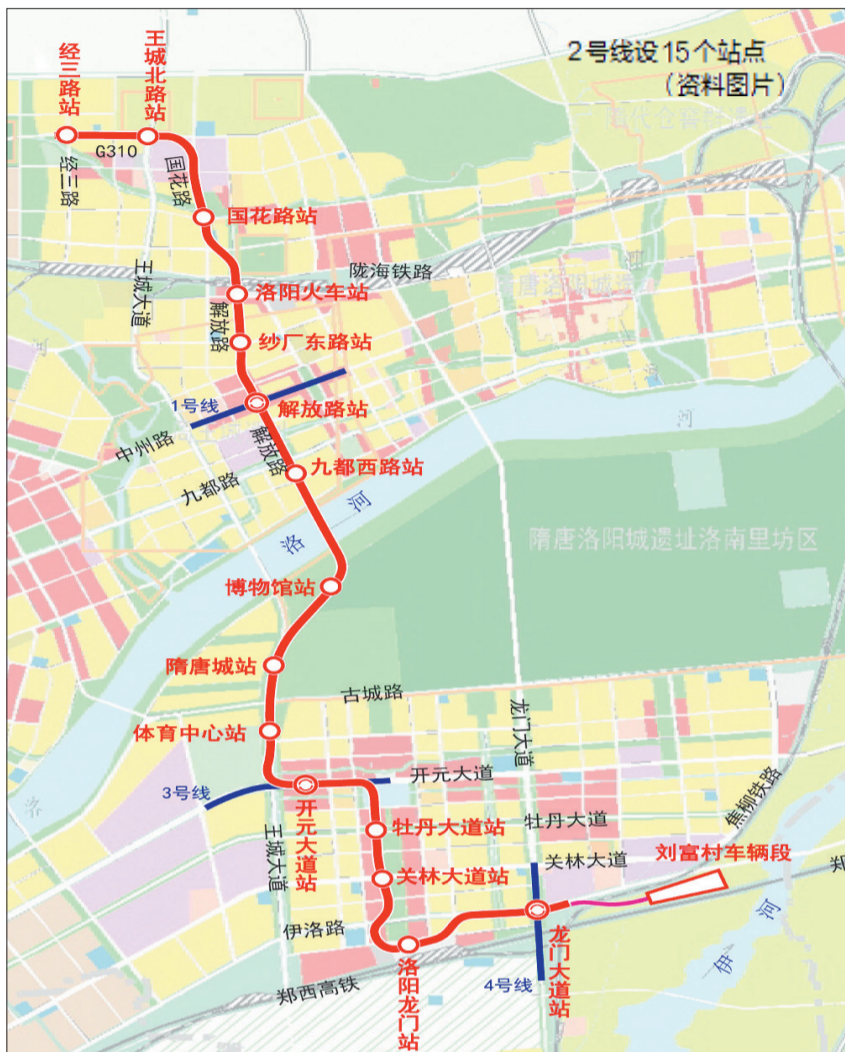 2号线设15个站点
（资料图片）
经三路站
王城北路站
G310
经三路
国花路
国花路站
王城大道
陇海铁路
洛阳火车站
解放路
纱厂东路站
1号线
解放路站
中州路
解放路
九都西路站
九都路
洛河
河
隋唐洛阳城遗址洛南里坊区
博物馆站
隋唐城站
古城路
体育中心站
龙门大道
3号线
开元大道
开元大道站
焦柳铁路
王城大道
牡丹大道站
牡丹大道
关林大道
刘富村车辆段
关林大道站
郑
伊洛路
龙门大道站
伊河
洛阳龙门站
郑西高铁
4号线